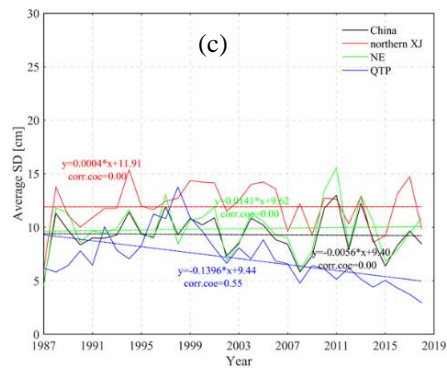 30
25
20
15
10
5
0
Average SD [cm]
(c)
China
northern XJ
NE
QTP
y=0.0004*x+11.91
corr.coe=0.00
y=0.0141*x+9.62
corr.coe=0.00
y=-0.0056*x+9.40
corr.coe=0.00
y=-0.1396*x+9.44
corr.coe=0.55
1987 1991 1995 1999 2003 2007 2011 2015 2019
Year